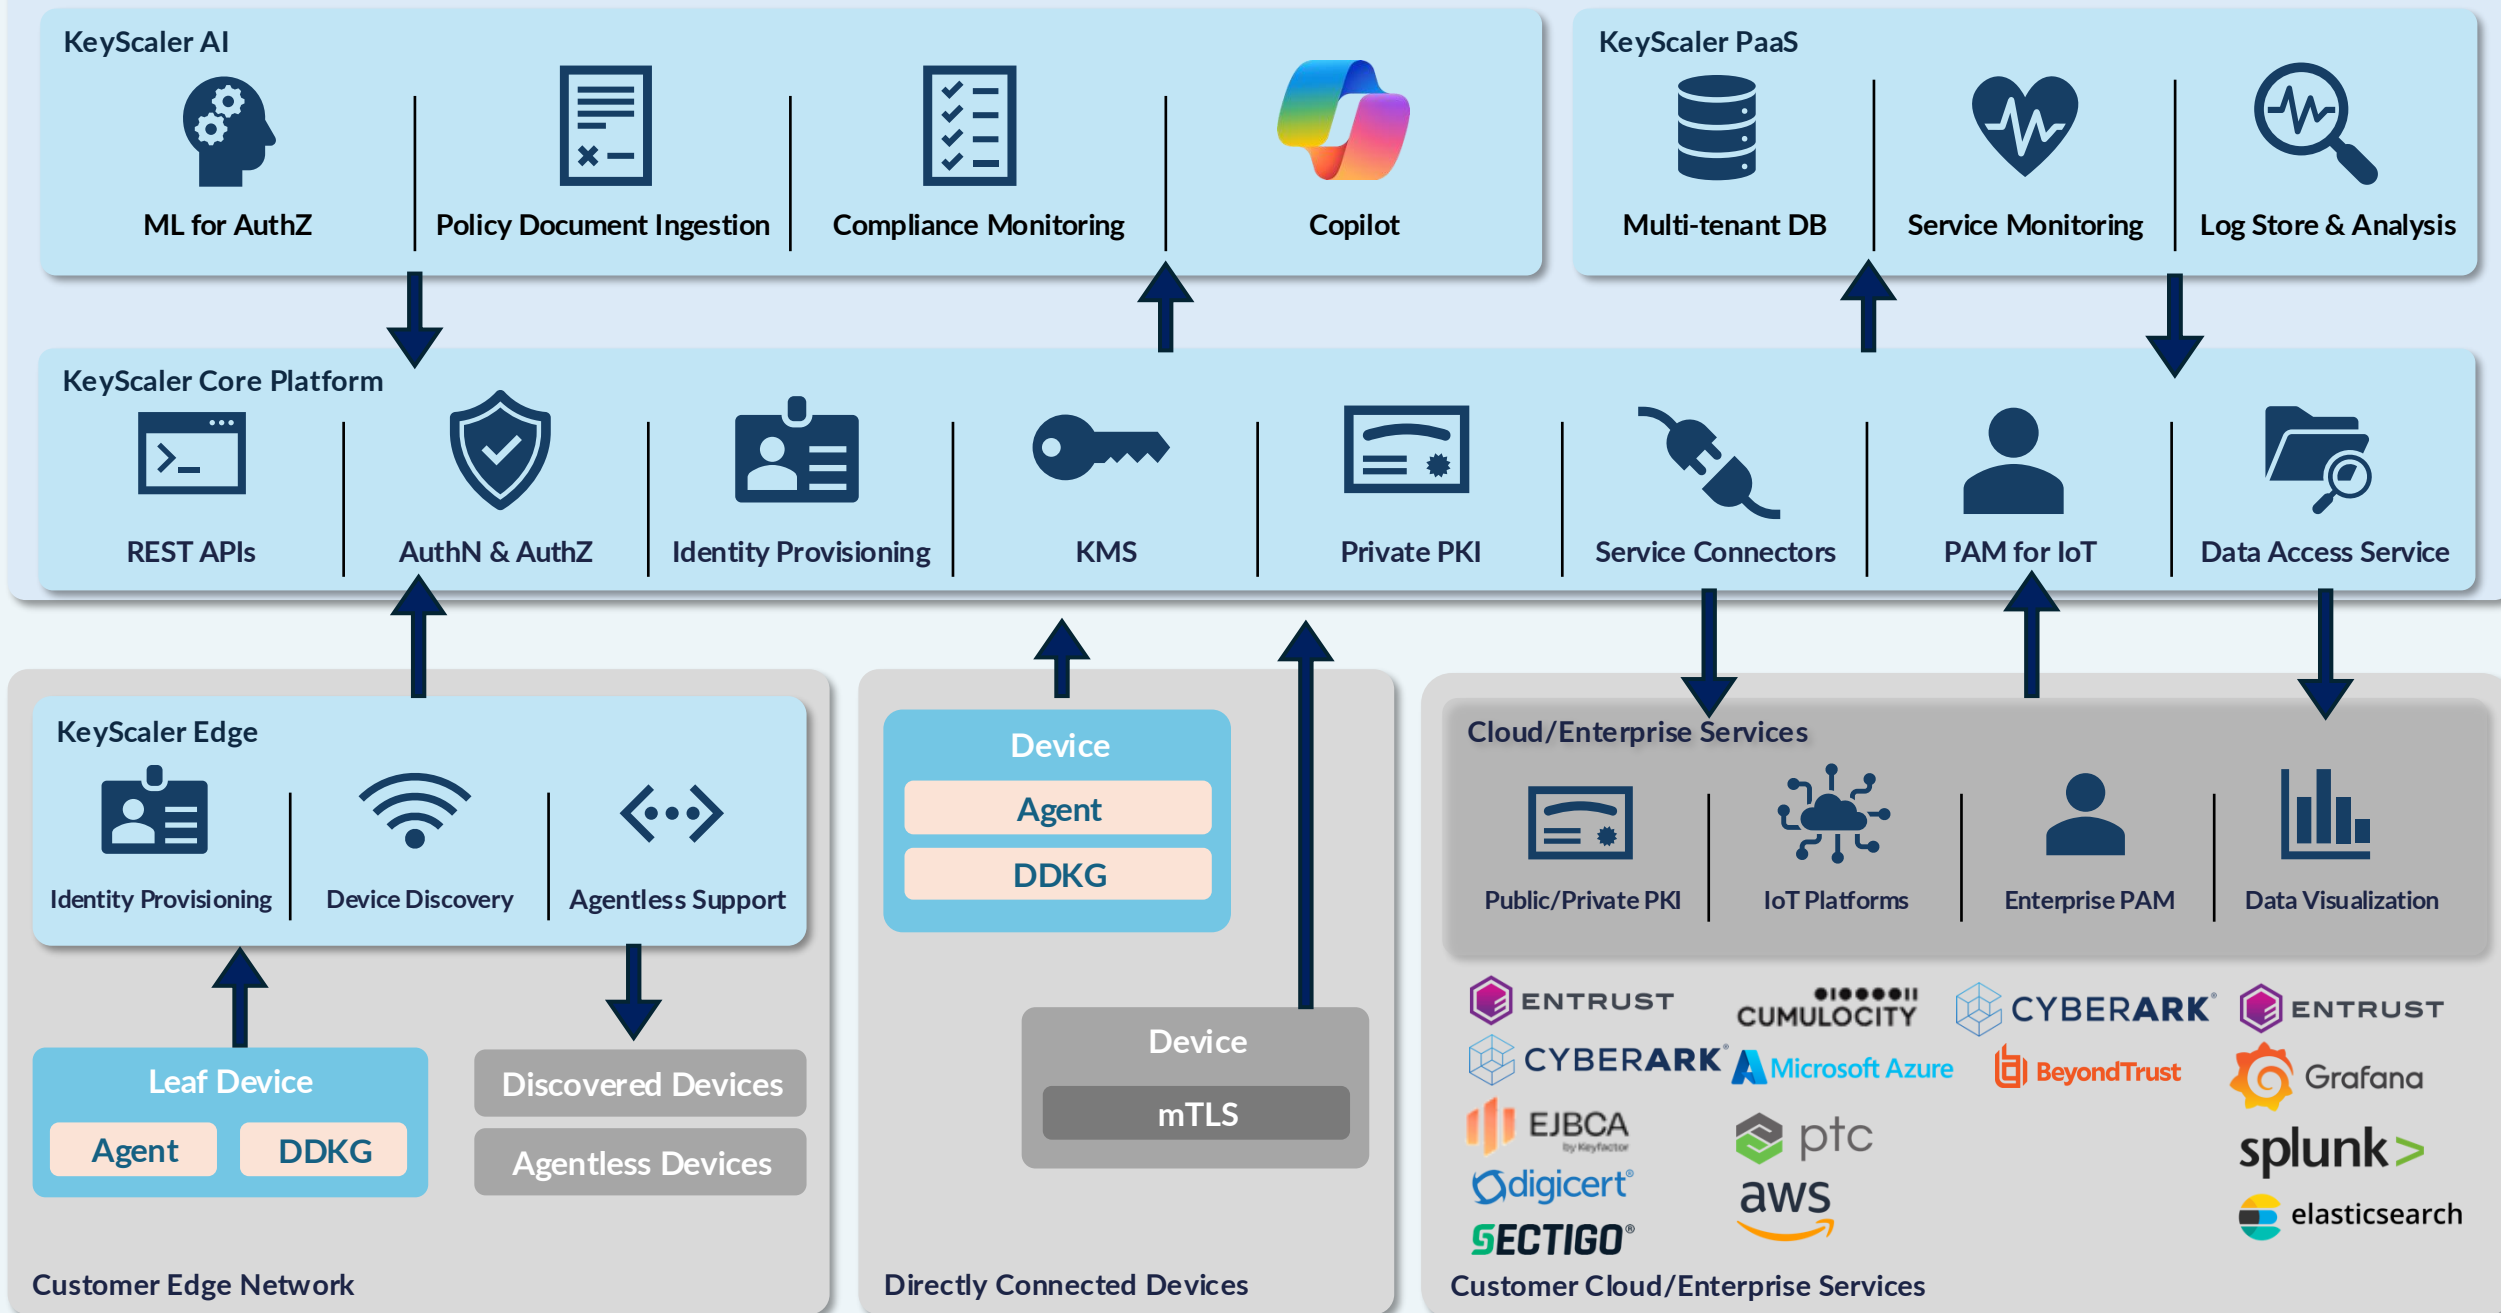 KeyScaler AI
ML for AuthZ
Policy Document Ingestion
Compliance Monitoring
Copilot
KeyScaler PaaS
Multi-tenant DB
Service Monitoring
Log Store & Analysis
KeyScaler Core Platform
REST APIs
AuthN & AuthZ
Identity Provisioning
KMS
Private PKI
Service Connectors
PAM for IoT
Data Access Service
KeyScaler Edge
Identity Provisioning
Device Discovery
Agentless Support
Leaf Device
Agent
DDKG
Discovered Devices
Agentless Devices
Customer Edge Network
Device
Agent
DDKG
Device
mTLS
Directly Connected Devices
Cloud/Enterprise Services
Public/Private PKI
IoT Platforms
Enterprise PAM
Data Visualization
ENTRUST
CYBERARK®
EJBCA
by Keyfactor
digicert®
SECTIGO®
CUMULOCITY
Microsoft Azure
ptc
aws
CYBERARK®
BeyondTrust
ENTRUST
Grafana
splunk>
elasticsearch
Customer Cloud/Enterprise Services